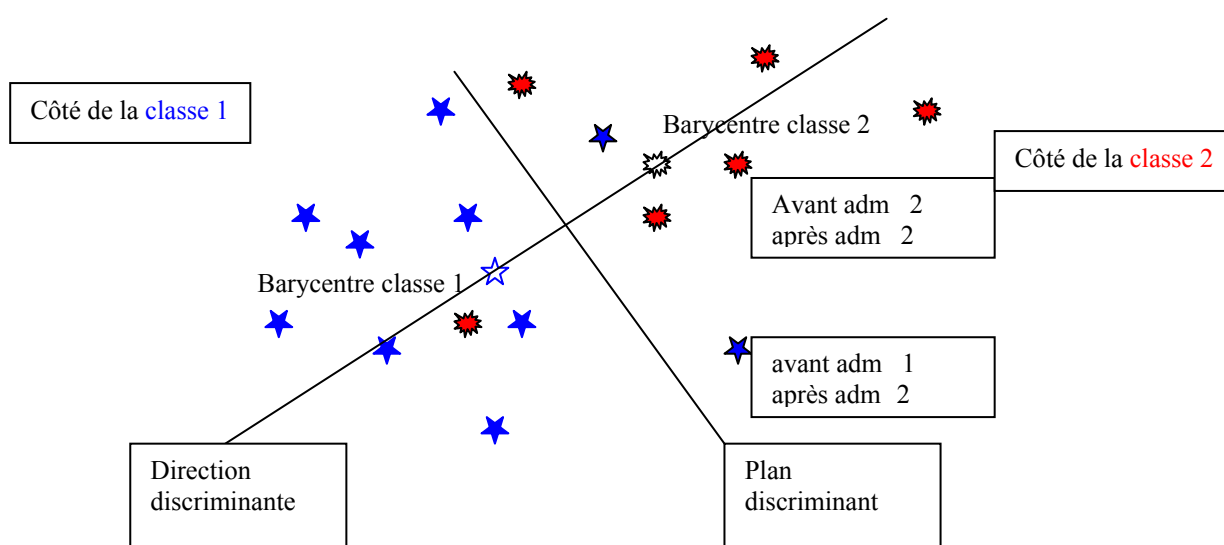 Côté de la classe 1
Barycentre classe 2
Côté de la classe 2
Avant adm 2
après adm 2
Barycentre classe 1
avant adm 1
après adm 2
Direction
discriminante
Plan
discriminant